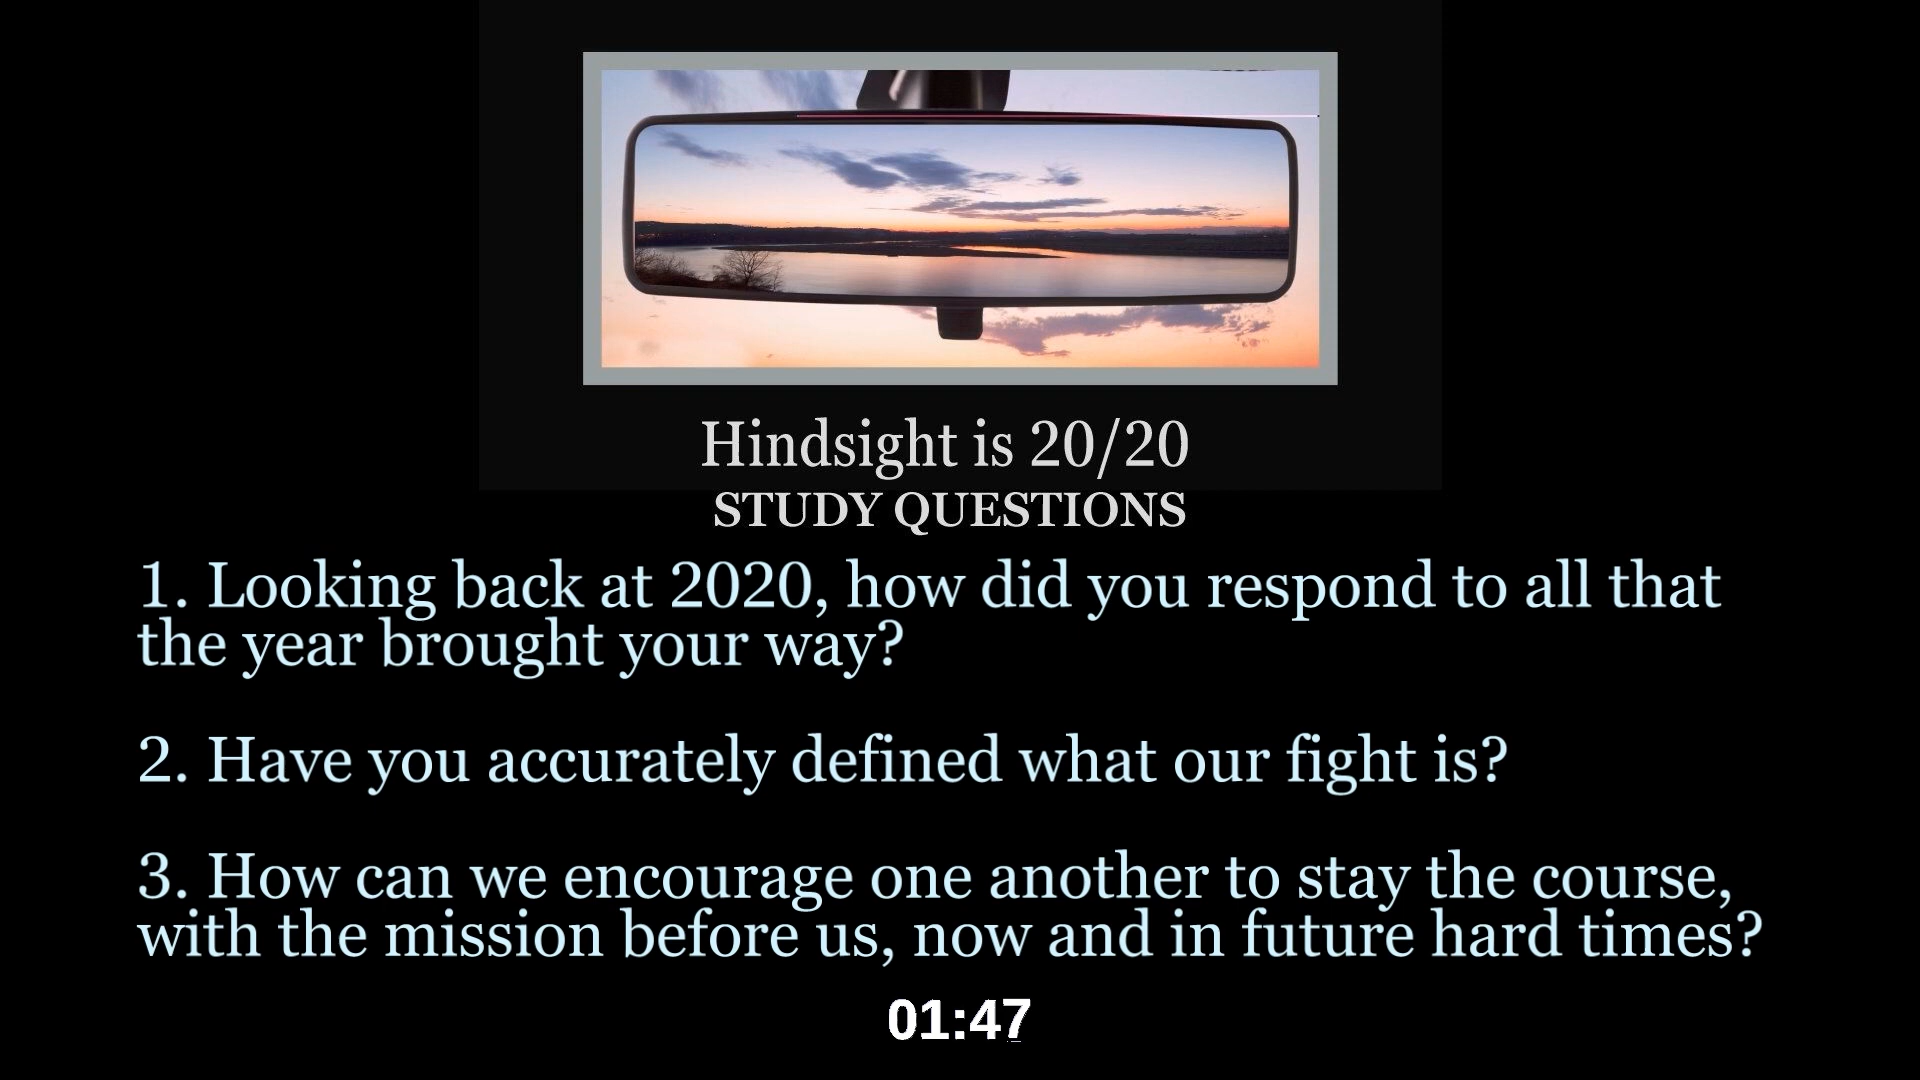 Hindsight is 20/20
STUDY QUESTIONS
1. Looking back at 2020, how did you respond to all that
the year brought your way?
2. Have you accurately defined what our fight is?
3. How can we encourage one another to stay the course,
with the mission before us, now and in future hard times?
01:47